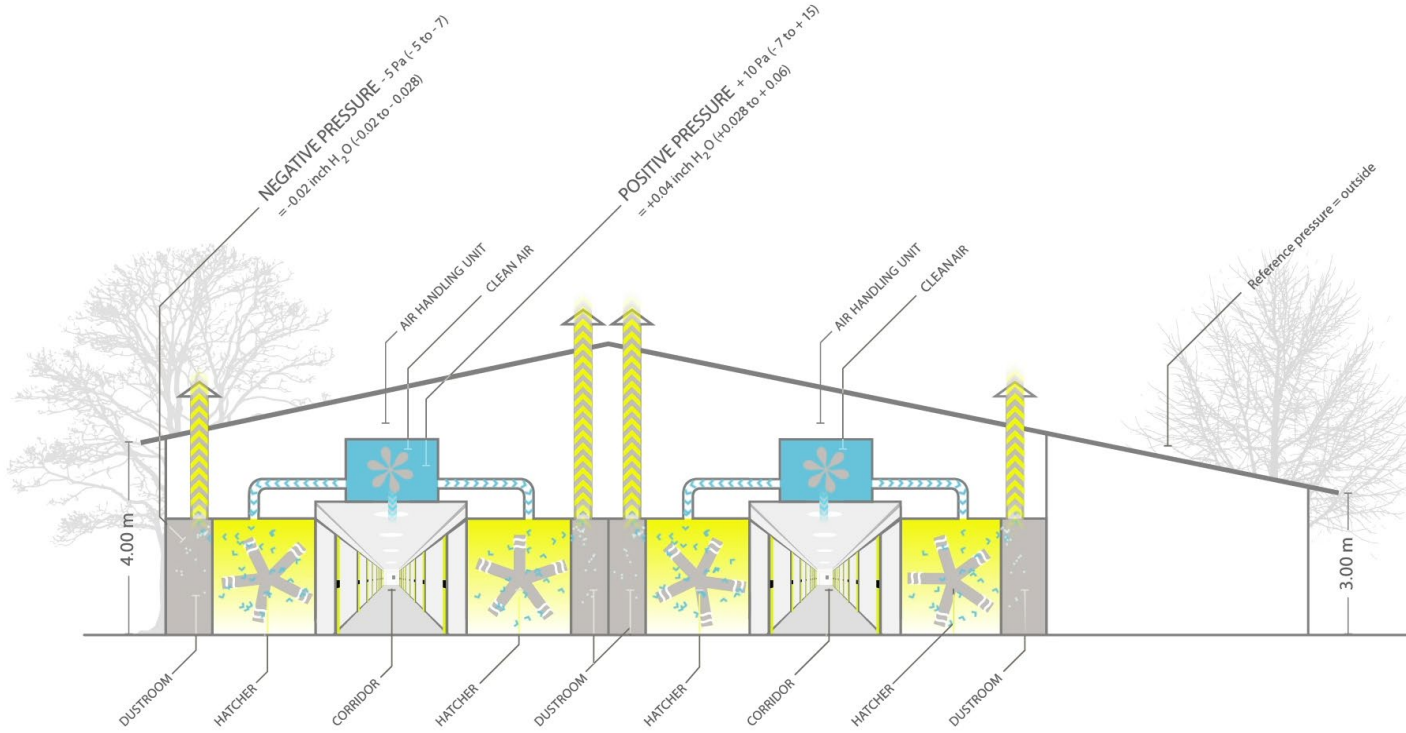 NEGATIVE PRESSURE - 5 Pa (- 5 to - 7)
= -0.02 inch H₂O (-0.02 to - 0.028)
POSITIVE PRESSURE + 10 Pa (- 7 to + 15)
= +0.04 inch H₂O (+0.028 to + 0.06)
AIR HANDLING UNIT
CLEAN AIR
AIR HANDLING UNIT
CLEAN AIR
Reference pressure = outside
4.00 m
3.00 m
DUSTROOM
HATCHER
CORRIDOR
HATCHER
DUSTROOM
HATCHER
CORRIDOR
HATCHER
DUSTROOM